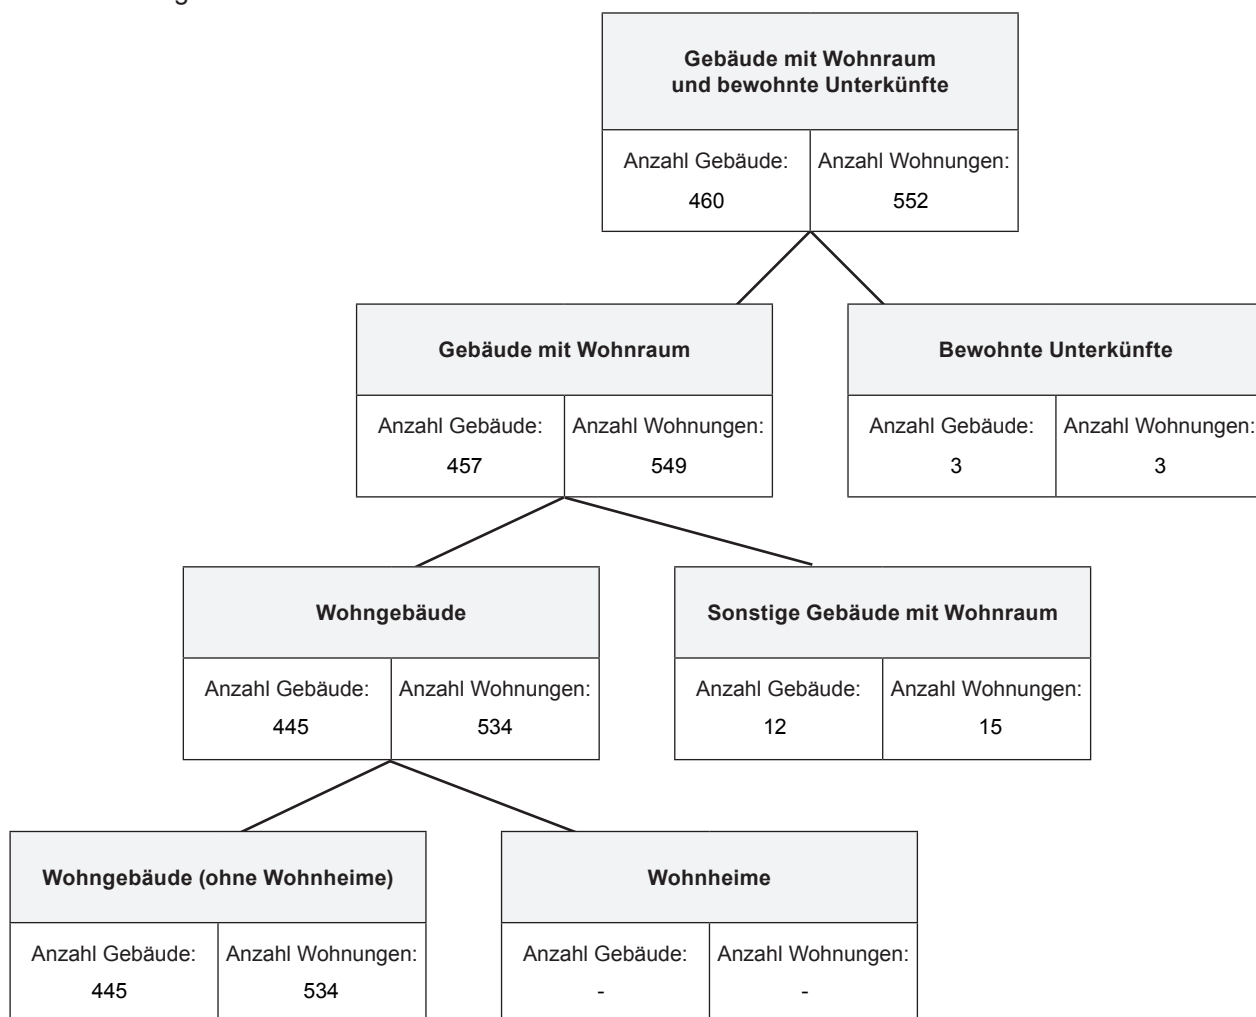 Gebäude mit Wohnraum
und bewohnte Unterkünfte
Anzahl Gebäude: Anzahl Wohnungen:
460 552
Gebäude mit Wohnraum Bewohnte Unterkünfte
Anzahl Gebäude: Anzahl Wohnungen: Anzahl Gebäude: Anzahl Wohnungen:
457 549 3 3
Wohngebäude Sonstige Gebäude mit Wohnraum
Anzahl Gebäude: Anzahl Wohnungen: Anzahl Gebäude: Anzahl Wohnungen:
445 534 12 15
Wohngebäude (ohne Wohnheime) Wohnheime
Anzahl Gebäude: Anzahl Wohnungen: Anzahl Gebäude: Anzahl Wohnungen:
445 534 - -